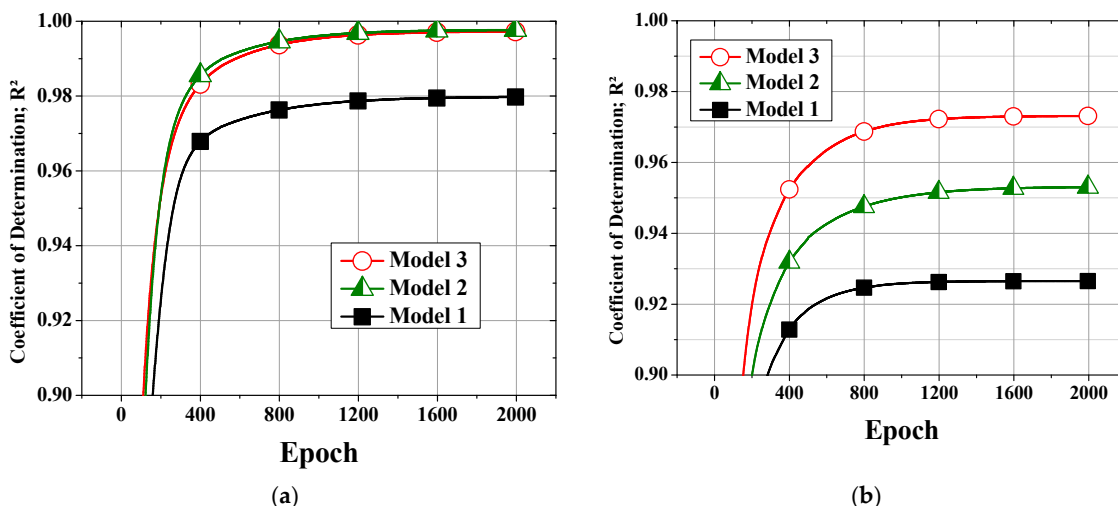 Coefficient of Determination; R²
1.00
0.98
0.96
0.94
0.92
0.90
Model 3
Model 2
Model 1
0 400 800 1200 1600 2000
Epoch
(a)
Coefficient of Determination; R²
1.00
0.98
0.96
0.94
0.92
0.90
Model 3
Model 2
Model 1
0 400 800 1200 1600 2000
Epoch
(b)